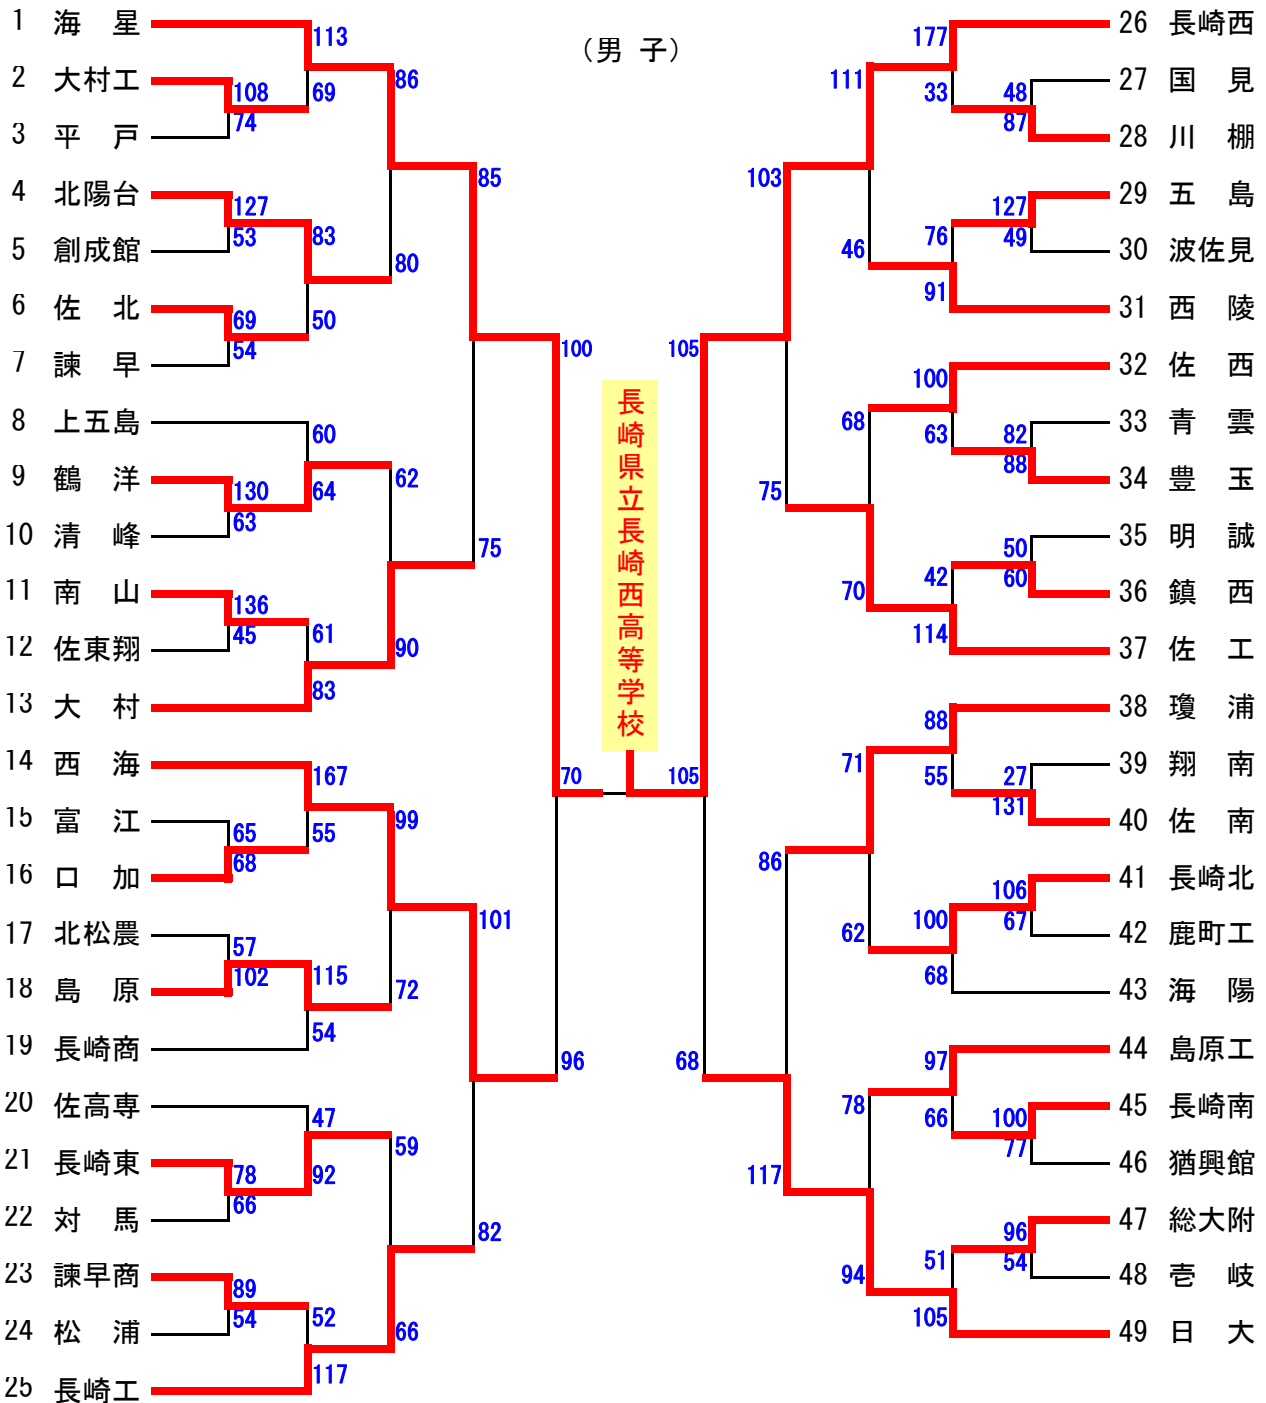 (男 子)
1 海 星
2 大村工
3 平 戸
4 北陽台
5 創成館
6 佐 北
7 諫 早
8 上五島
9 鶴 洋
10 清 峰
11 南 山
12 佐東翔
13 大 村
14 西 海
15 富 江
16 口 加
17 北松農
18 島 原
19 長崎商
20 佐高専
21 長崎東
22 対 馬
23 諫早商
24 松 浦
25 長崎工
108
74
127
53
69
54
130
63
136
45
65
68
57
102
78
66
89
54
113
69
83
50
60
64
61
83
167
55
115
54
47
92
52
117
86
80
62
90
99
72
59
66
85
75
101
82
100
96
70
長崎県立長崎西高等学校
105
105
68
103
75
86
117
111
46
68
70
71
62
78
94
177
33
76
91
100
63
42
114
88
55
100
68
97
66
51
105
48
87
127
49
82
88
50
60
27
131
106
67
100
77
96
54
26 長崎西
27 国 見
28 川 棚
29 五 島
30 波佐見
31 西 陵
32 佐 西
33 青 雲
34 豊 玉
35 明 誠
36 鎮 西
37 佐 工
38 瓊 浦
39 翔 南
40 佐 南
41 長崎北
42 鹿町工
43 海 陽
44 島原工
45 長崎南
46 猶興館
47 総大附
48 壱 岐
49 日 大